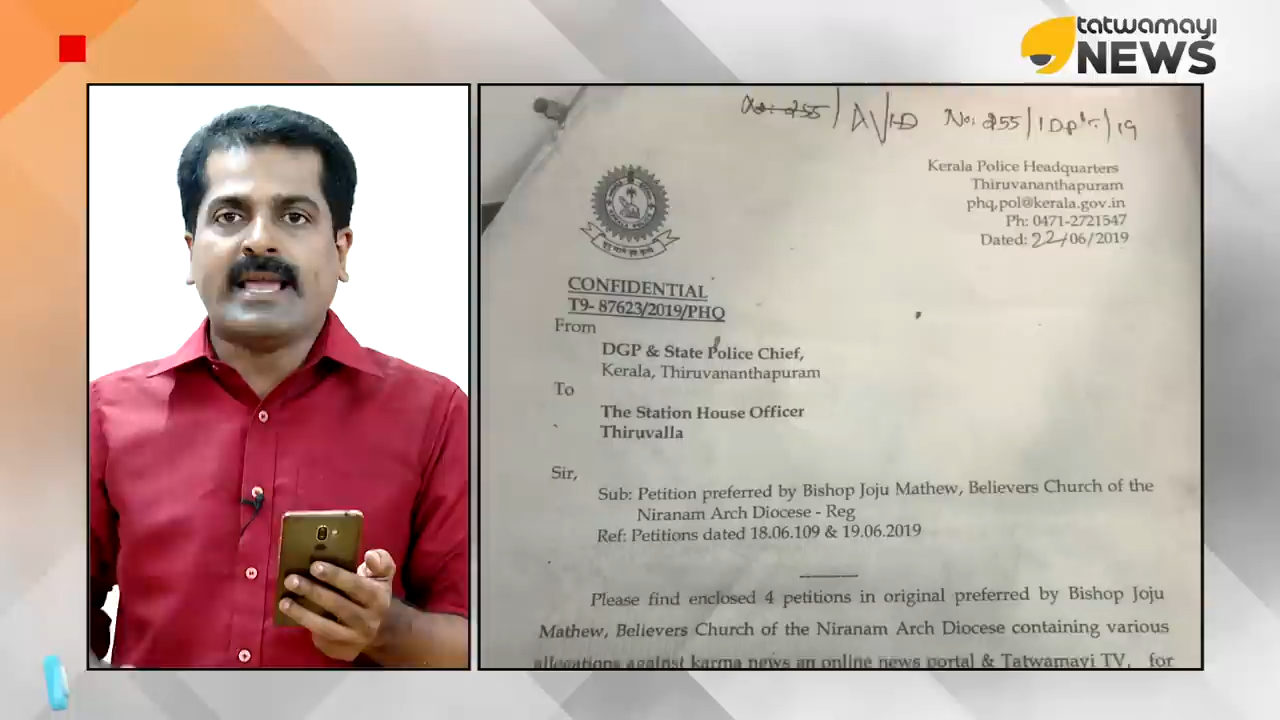 tatwamayi
NEWS
No: 255/IDPT/19
Kerala Police Headquarters
Thiruvananthapuram
phq.pol@kerala.gov.in
Ph: 0471-2721547
Dated: 22/06/2019
CONFIDENTIAL
T9- 87623/2019/PHQ
From
DGP & State Police Chief,
Kerala, Thiruvananthapuram
To
The Station House Officer
Thiruvalla
Sir,
Sub: Petition preferred by Bishop Joju Mathew, Believers Church of the
Niranam Arch Diocese - Reg
Ref: Petitions dated 18.06.109 & 19.06.2019
Please find enclosed 4 petitions in original preferred by Bishop Joju
Mathew, Believers Church of the Niranam Arch Diocese containing various
allegations against karma news an online news portal & Tatwamayi TV, for